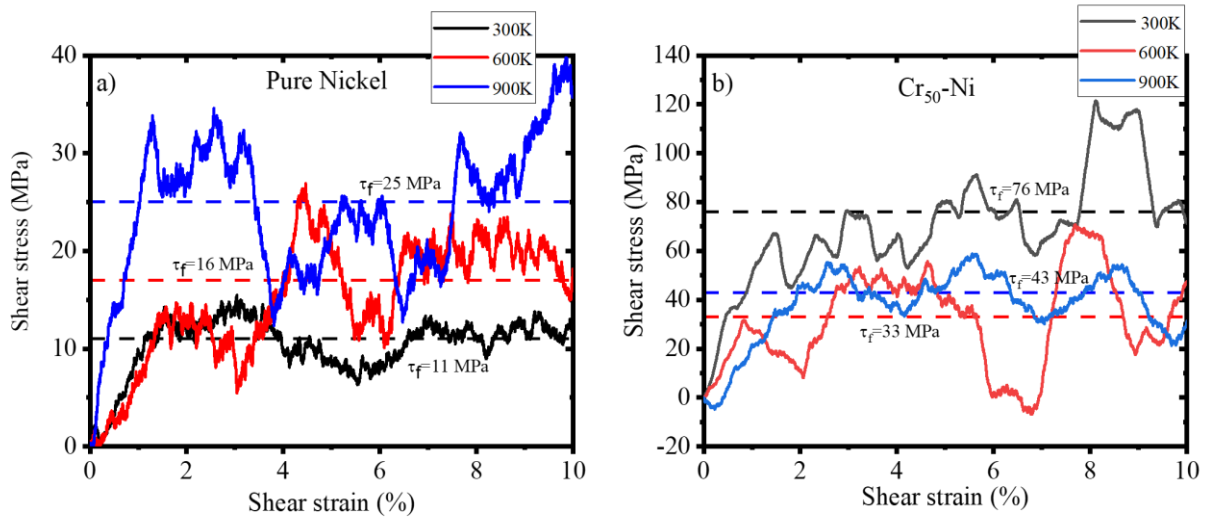 a)
Pure Nickel
300K
600K
900K
40
30
20
10
0
Shear stress (MPa)
τf=25 MPa
τf=16 MPa
τf=11 MPa
0 2 4 6 8 10
Shear strain (%)
b)
Cr50-Ni
300K
600K
900K
140
120
100
80
60
40
20
0
-20
Shear stress (MPa)
τf=76 MPa
τf=43 MPa
τf=33 MPa
0 2 4 6 8 10
Shear strain (%)